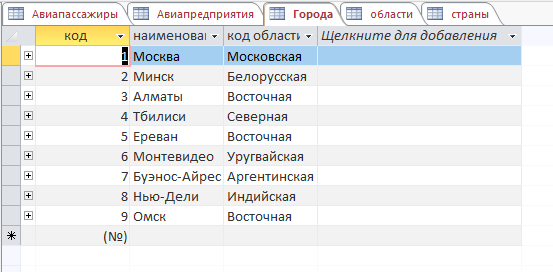 Авиапассажиры Авиапредприятия Города области страны
код наименован код области Щелкните для добавления
1 Москва Московская
2 Минск Белорусская
3 Алматы Восточная
4 Тбилиси Северная
5 Ереван Восточная
6 Монтевидео Уругвайская
7 Буэнос-Айрес Аргентинская
8 Нью-Дели Индийская
9 Омск Восточная
(№)